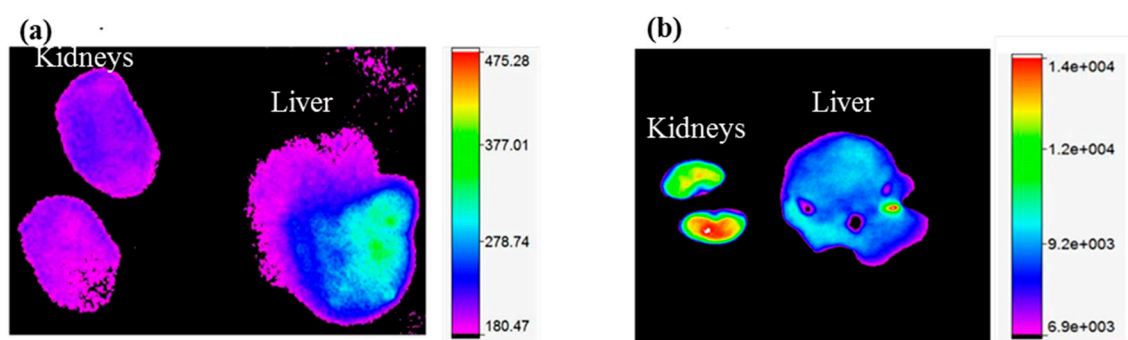 (a)
Kidneys
Liver
475.28
377.01
278.74
180.47
(b)
Kidneys
Liver
1.4e+004
1.2e+004
9.2e+003
6.9e+003